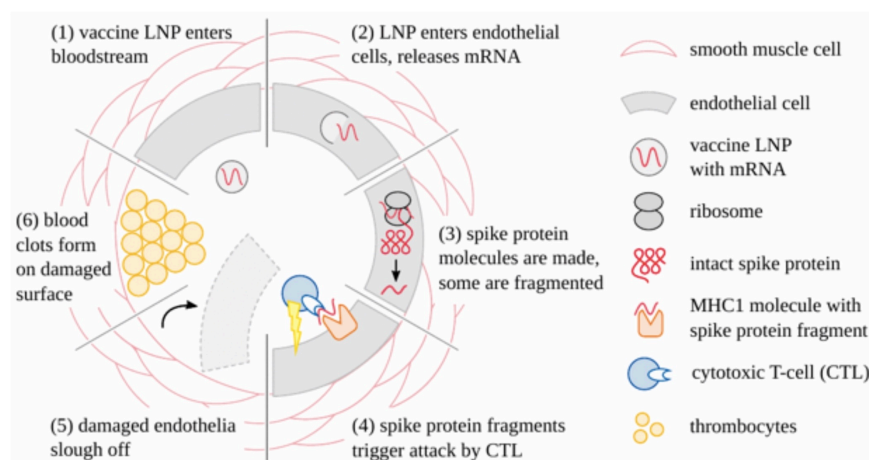 (1) vaccine LNP enters
bloodstream
(2) LNP enters endothelial
cells, releases mRNA
(3) spike protein
molecules are made,
some are fragmented
(4) spike protein fragments
trigger attack by CTL
(5) damaged endothelia
slough off
(6) blood
clots form
on damaged
surface
smooth muscle cell
endothelial cell
vaccine LNP
with mRNA
ribosome
intact spike protein
MHC1 molecule with
spike protein fragment
cytotoxic T-cell (CTL)
thrombocytes